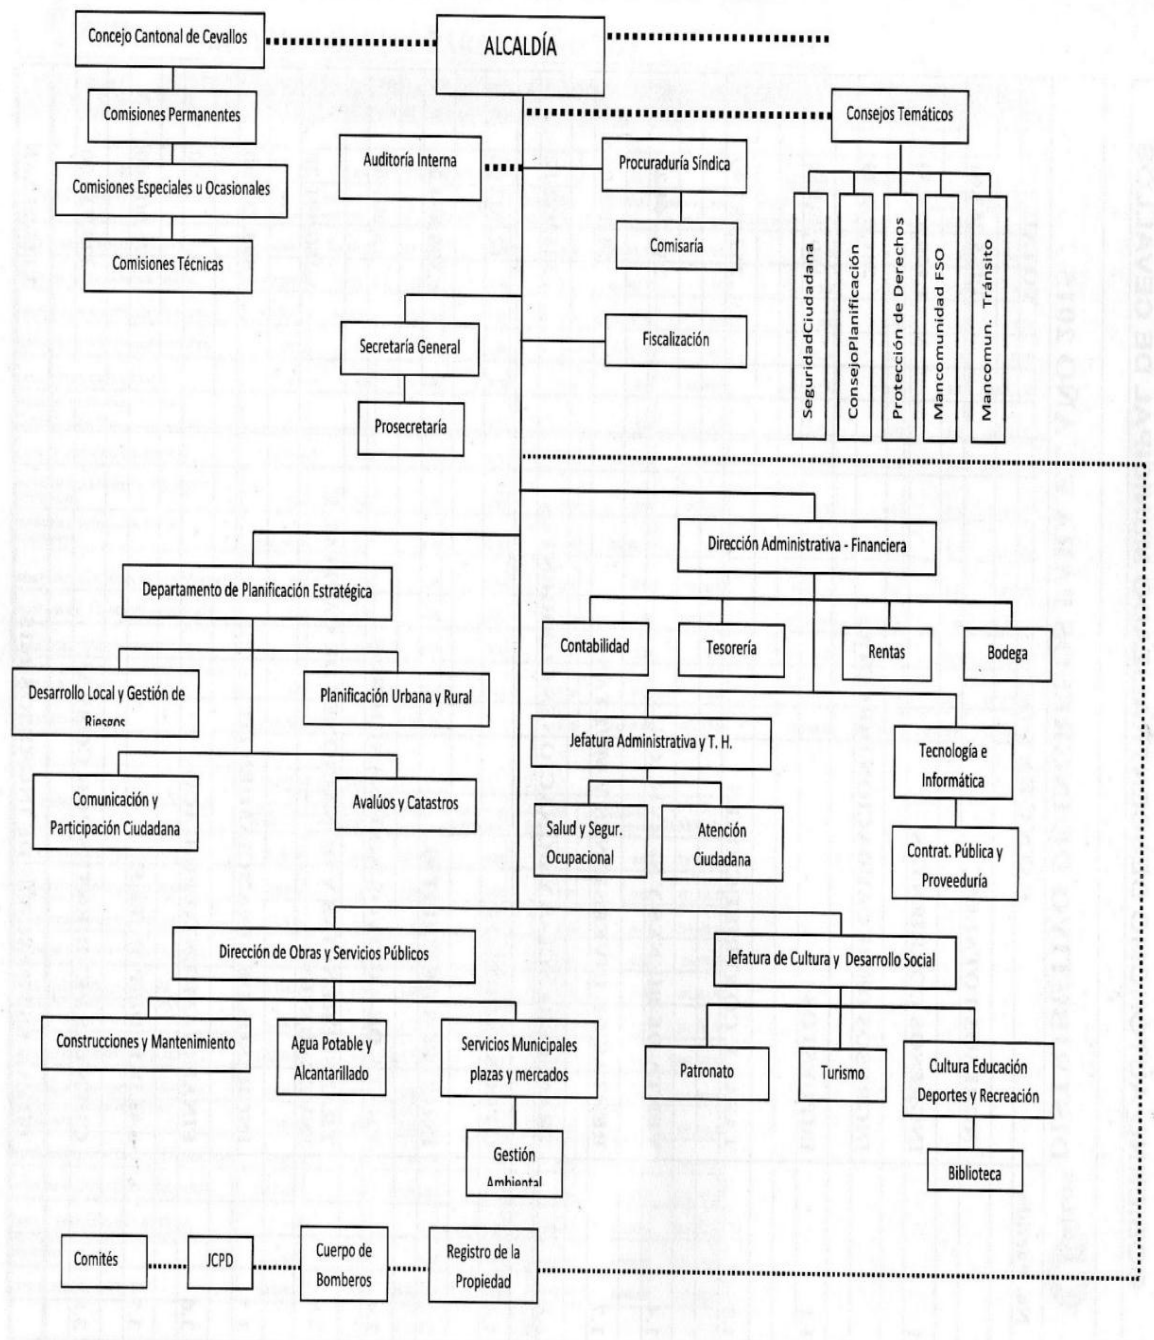 Concejo Cantonal de Cevallos
ALCALDÍA
Comisiones Permanentes
Consejos Temáticos
Auditoría Interna
Procuraduría Síndica
Comisiones Especiales u Ocasionales
Comisaría
Comisiones Técnicas
SeguridadCiudadana
ConsejoPlanificación
Protección de Derechos
Mancomunidad FSO
Mancomun. Tránsito
Secretaría General
Fiscalización
Prosecretaría
Dirección Administrativa - Financiera
Departamento de Planificación Estratégica
Contabilidad
Tesorería
Rentas
Bodega
Desarrollo Local y Gestión de
Riesgos
Planificación Urbana y Rural
Jefatura Administrativa y T. H.
Tecnología e
Informática
Comunicación y
Participación Ciudadana
Avalúos y Catastros
Salud y Segur.
Ocupacional
Atención
Ciudadana
Contrat. Pública y
Proveeduría
Dirección de Obras y Servicios Públicos
Jefatura de Cultura y Desarrollo Social
Construcciones y Mantenimiento
Agua Potable y
Alcantarillado
Servicios Municipales
plazas y mercados
Patronato
Turismo
Cultura Educación
Deportes y Recreación
Gestión
Ambiental
Biblioteca
Comités
JCPD
Cuerpo de
Bomberos
Registro de la
Propiedad